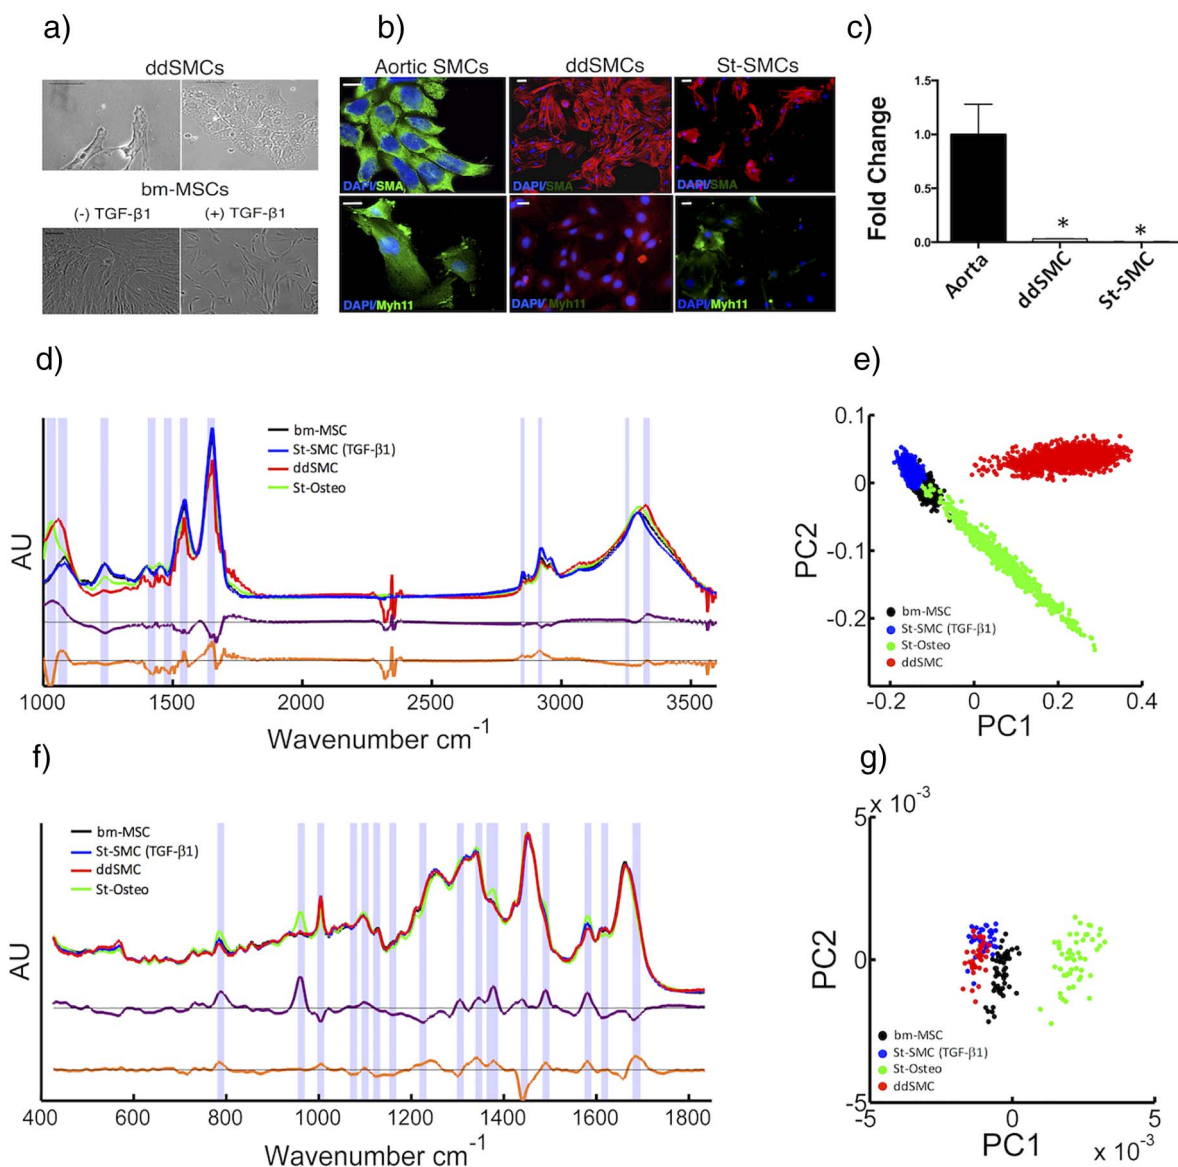 a)
b)
c)
ddSMCs
bm-MSCs
(-) TGF-β1
(+) TGF-β1
Aortic SMCs
ddSMCs
St-SMCs
DAPI/SMA
DAPI/SMA
DAPI/SMA
DAPI/Myh11
DAPI/Myh11
DAPI/Myh11
Fold Change
1.5
1.0
0.5
0.0
*
*
Aorta
ddSMC
St-SMC
d)
AU
bm-MSC
St-SMC (TGF-β1)
ddSMC
St-Osteo
1000
1500
2000
2500
3000
3500
Wavenumber cm-1
e)
PC2
0.1
0
-0.1
-0.2
bm-MSC
St-SMC (TGF-β1)
St-Osteo
ddSMC
-0.2
0
0.2
0.4
PC1
f)
AU
bm-MSC
St-SMC (TGF-β1)
ddSMC
St-Osteo
400
600
800
1000
1200
1400
1600
1800
Wavenumber cm-1
g)
5
x 10-3
PC2
0
bm-MSC
St-SMC (TGF-β1)
St-Osteo
ddSMC
-5
-5
0
5
PC1
x 10-3